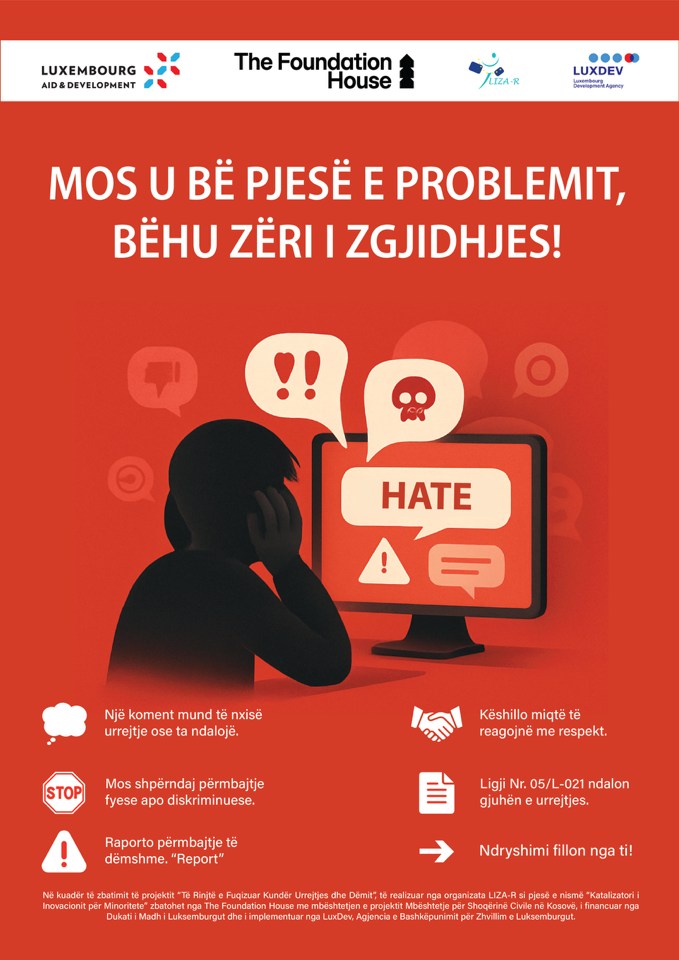 LUXEMBOURG
AID & DEVELOPMENT
The Foundation
House
LIZA-R
LUXDEV
Luxembourg
Development Agency
MOS U BË PJESË E PROBLEMIT,
BËHU ZËRI I ZGJIDHJES!
!!
HATE
!
Një koment mund të nxisë
urrejtje ose ta ndalojë.
STOP
Mos shpërndaj përmbajtje
fyese apo diskriminuese.
!
Raporto përmbajtje të
dëmshme. "Report"
Këshillo miqtë të
reagojnë me respekt.
Ligji Nr. 05/L-021 ndalon
gjuhën e urrejtjes.
Ndryshimi fillon nga ti!
Në kuadër të zbatimit të projektit "Të Rinjtë e Fuqizuar Kundër Urrejtjes dhe Dëmit", të realizuar nga organizata LIZA-R si pjesë e nismë "Katalizatori i
Inovacionit për Minoritete" zbatohet nga The Foundation House me mbështetjen e projektit Mbështetje për Shoqërinë Civile në Kosovë, i financuar nga
Dukati i Madh i Luksemburgut dhe i implementuar nga LuxDev, Agjencia e Bashkëpunimit për Zhvillim e Luksemburgut.